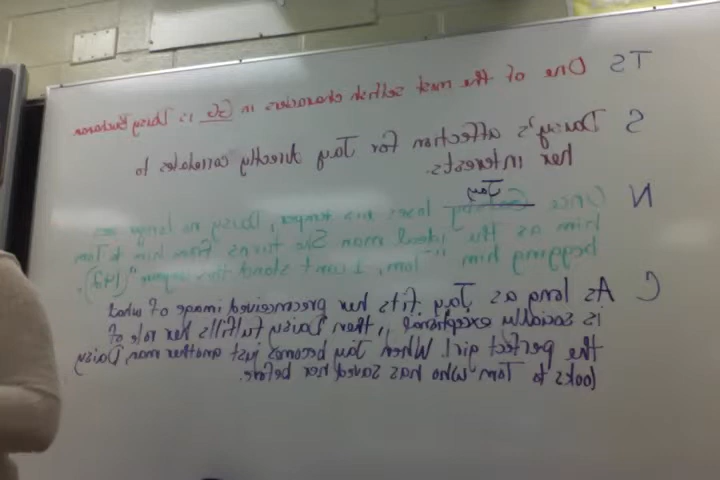 TS One of the most selfish characters in GG is Daisy Buchanan
S Daisy's affection for Jay directly correlates to
her interests.
Jay
N Once Gatsby loses his temper, Daisy no longer
him as the ideal man She turns from him to Tom
begging him "Tom, I can't stand this anymore" (142).
C As long as Jay fits her preconceived image of what
is socially exceptional, then Daisy fulfills her role of
the perfect girl. When Jay becomes just another man, Daisy
looks to Tom who has saved her before.